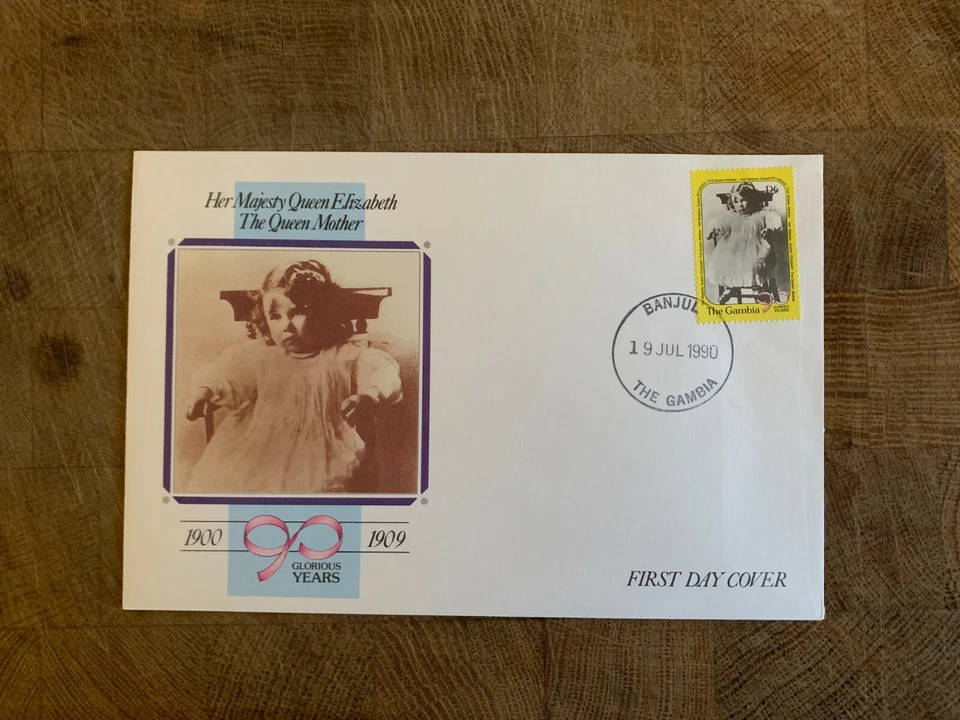 Her Majesty Queen Elizabeth
The Queen Mother
1900
90
1909
GLORIOUS
YEARS
D6
The Gambia
90
GLORIOUS
YEARS
BANJUL
19 JUL 1990
THE GAMBIA
FIRST DAY COVER